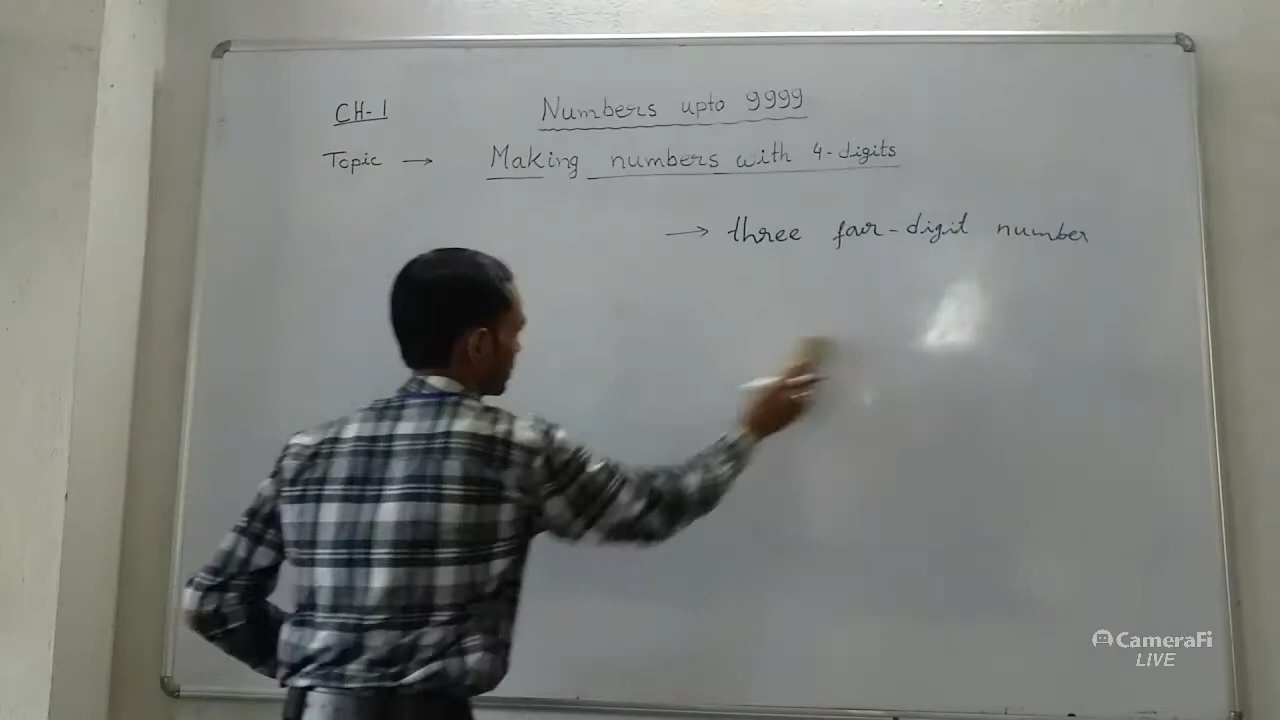 CH-1
Numbers upto 9999
Topic → Making numbers with 4-digits
→ three four-digit number
CameraFi
LIVE